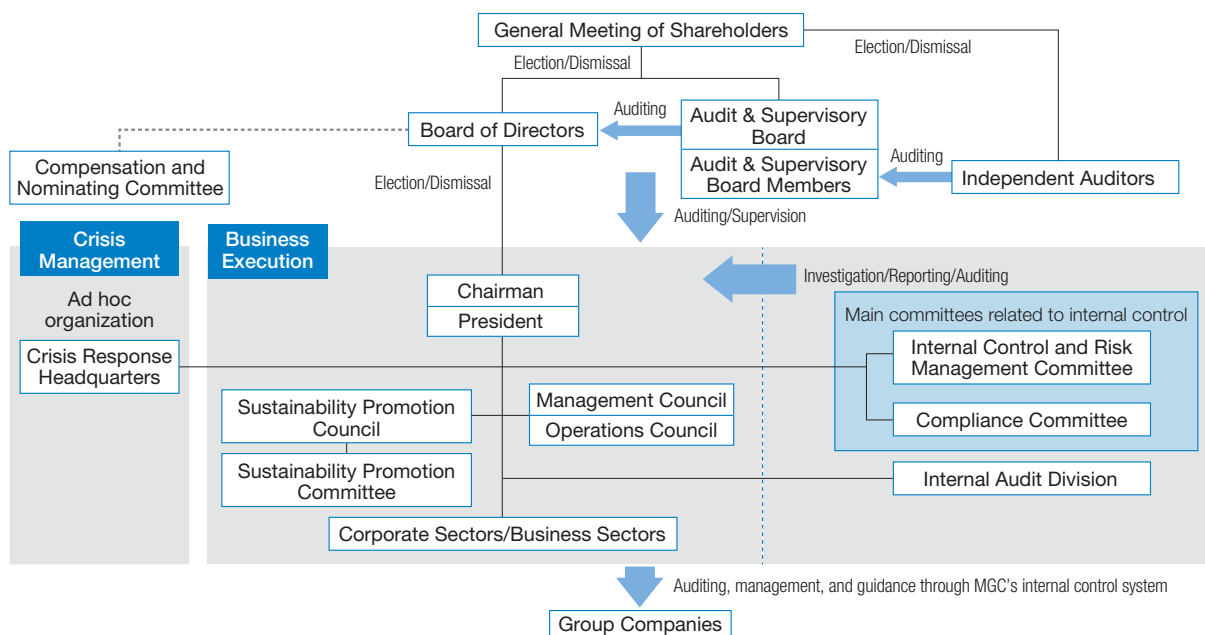 General Meeting of Shareholders
Election/Dismissal
Election/Dismissal
Board of Directors
Auditing
Audit & Supervisory
Board
Audit & Supervisory
Board Members
Auditing
Independent Auditors
Compensation and
Nominating Committee
Election/Dismissal
Auditing/Supervision
Crisis
Management
Business
Execution
Investigation/Reporting/Auditing
Ad hoc
organization
Chairman
President
Main committees related to internal control
Crisis Response
Headquarters
Internal Control and Risk
Management Committee
Sustainability Promotion
Council
Management Council
Operations Council
Compliance Committee
Sustainability Promotion
Committee
Internal Audit Division
Corporate Sectors/Business Sectors
Auditing, management, and guidance through MGC's internal control system
Group Companies